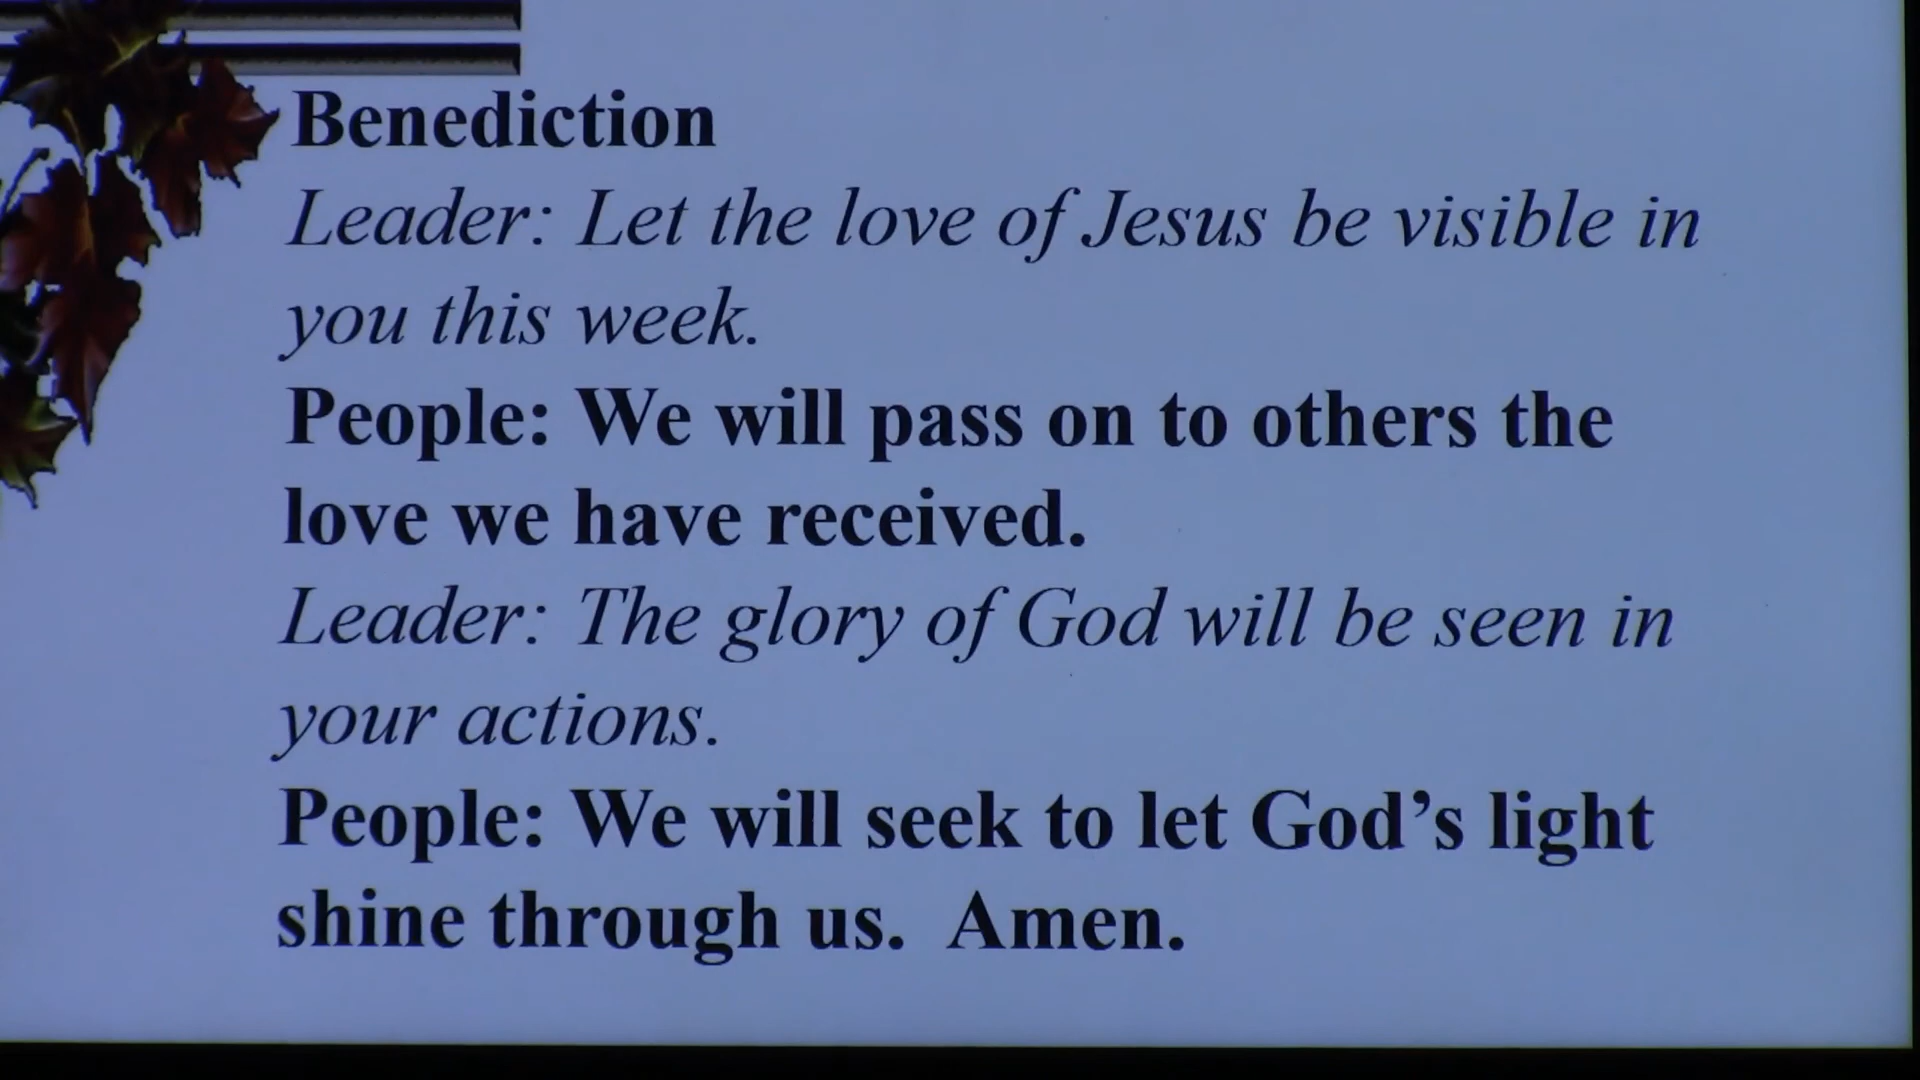 Benediction
Leader: Let the love of Jesus be visible in
you this week.
People: We will pass on to others the
love we have received.
Leader: The glory of God will be seen in
your actions.
People: We will seek to let God’s light
shine through us.  Amen.